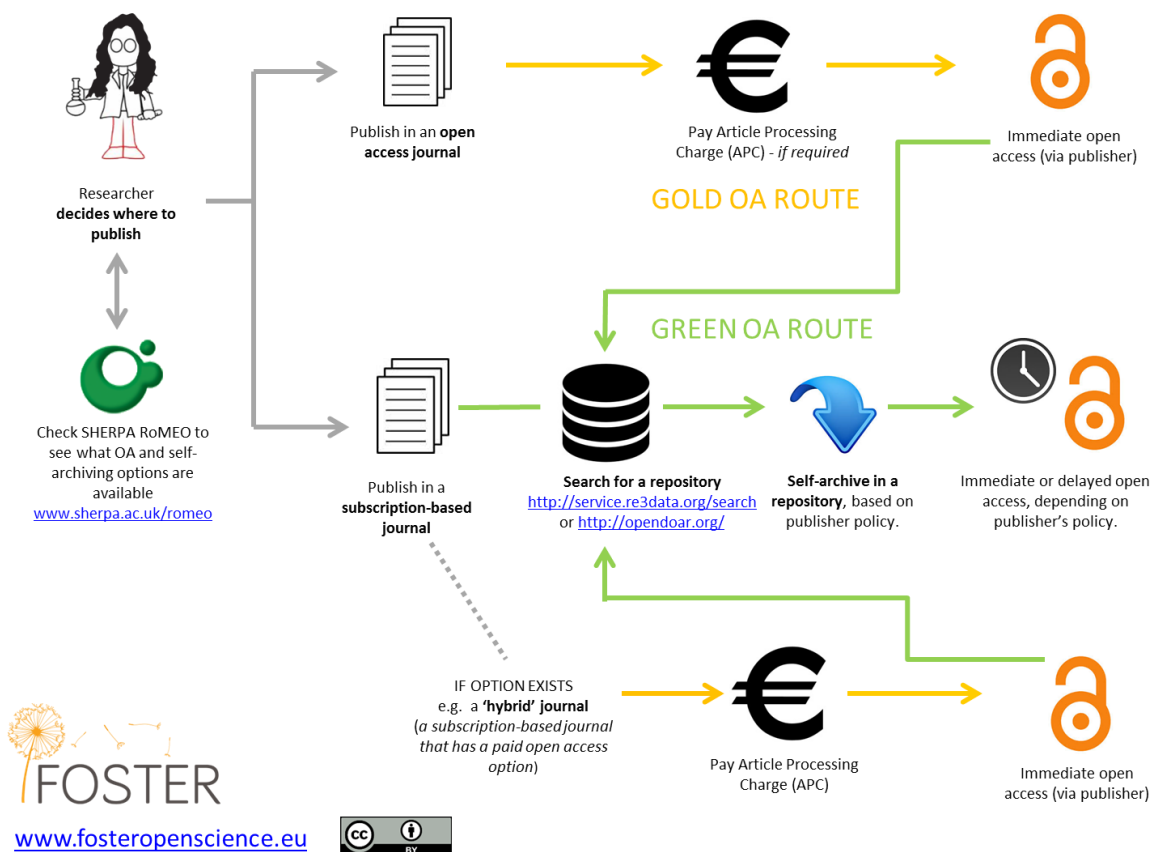 Publish in an open
access journal
Pay Article Processing
Charge (APC) - if required
Immediate open
access (via publisher)
Researcher
decides where to
publish
GOLD OA ROUTE
GREEN OA ROUTE
Check SHERPA RoMEO to
see what OA and self-
archiving options are
available
www.sherpa.ac.uk/romeo
Publish in a
subscription-based
journal
Search for a repository
http://service.re3data.org/search
or http://opendoar.org/
Self-archive in a
repository, based on
publisher policy.
Immediate or delayed open
access, depending on
publisher's policy.
IF OPTION EXISTS
e.g. a ‘hybrid’ journal
(a subscription-based journal
that has a paid open access
option)
Pay Article Processing
Charge (APC)
Immediate open
access (via publisher)
FOSTER
www.fosteropenscience.eu
cc
BY